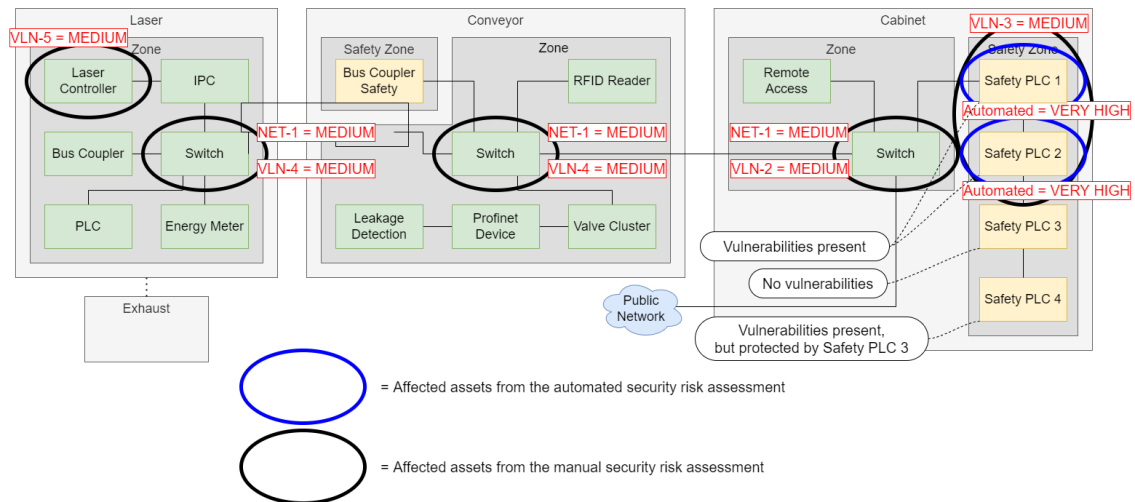 Laser
VLN-5 = MEDIUM
Zone
Laser
Controller
IPC
Bus Coupler
Switch
NET-1 = MEDIUM
VLN-4 = MEDIUM
PLC
Energy Meter
Exhaust
Conveyor
Safety Zone
Bus Coupler
Safety
Zone
RFID Reader
Switch
NET-1 = MEDIUM
VLN-4 = MEDIUM
Leakage
Detection
Profinet
Device
Valve Cluster
Cabinet
Zone
Remote
Access
NET-1 = MEDIUM
VLN-2 = MEDIUM
Switch
VLN-3 = MEDIUM
Safety Zone
Safety PLC 1
Automated = VERY HIGH
Safety PLC 2
Automated = VERY HIGH
Safety PLC 3
Safety PLC 4
Vulnerabilities present
No vulnerabilities
Public
Network
Vulnerabilities present,
but protected by Safety PLC 3
= Affected assets from the automated security risk assessment
= Affected assets from the manual security risk assessment